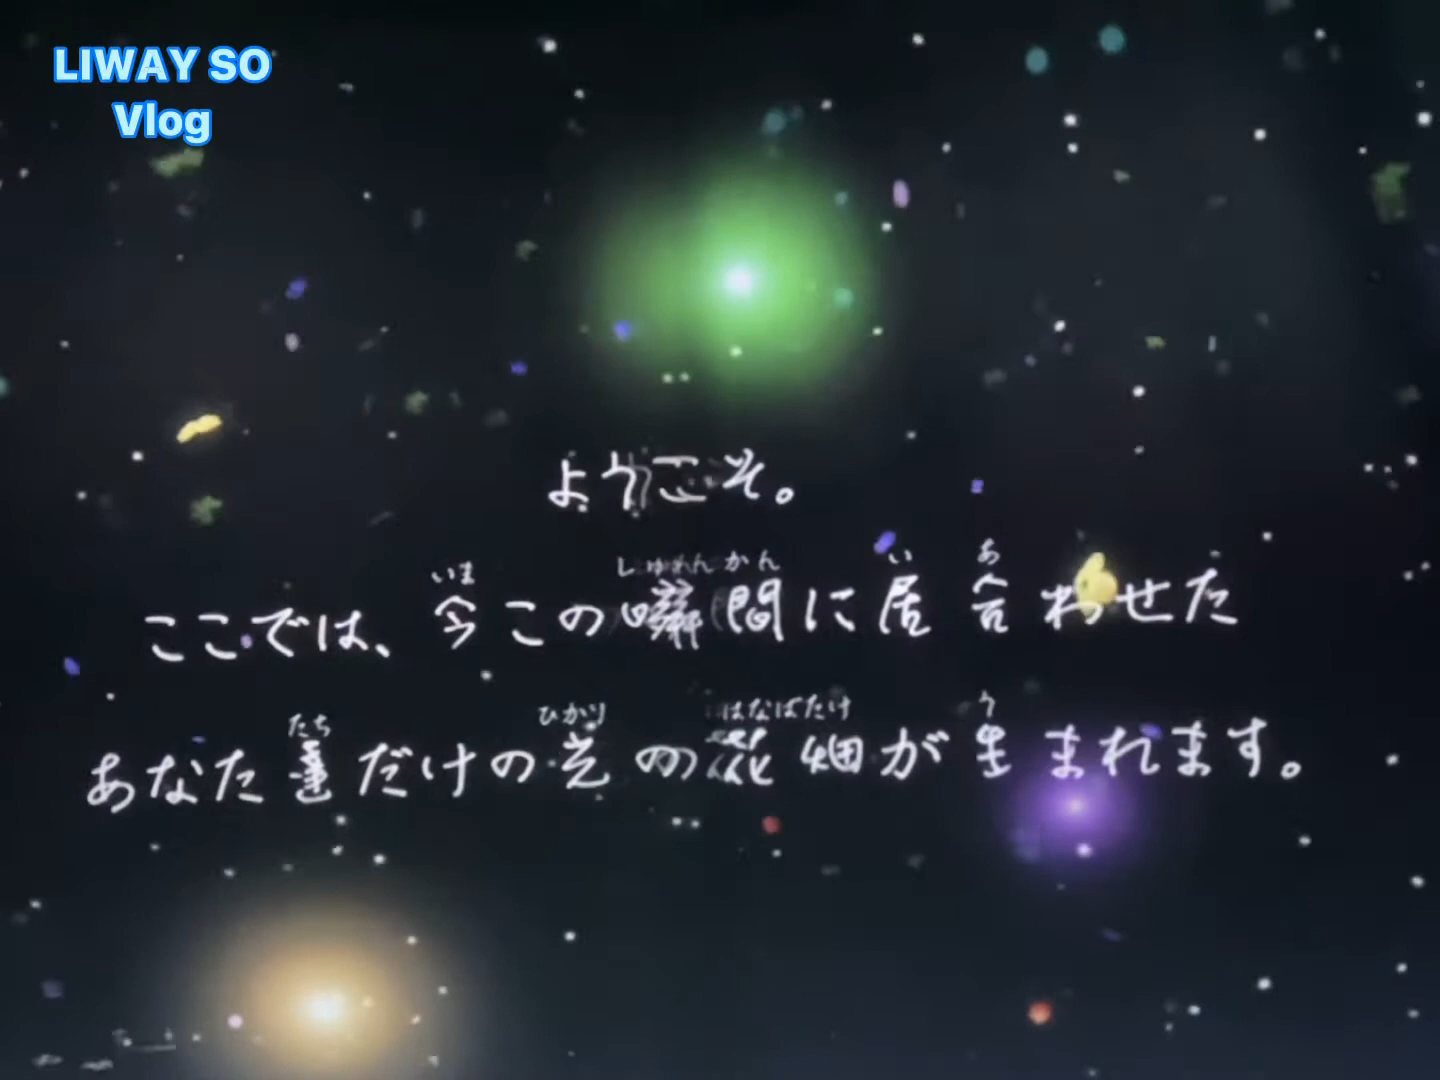 LIWAY SO
Vlog
ようこそ。
いま しゅんかん い あ
ここでは、今この瞬間に居合わせた
たち ひかり はなばたけ う
あなた達だけの光の花畑が生まれます。